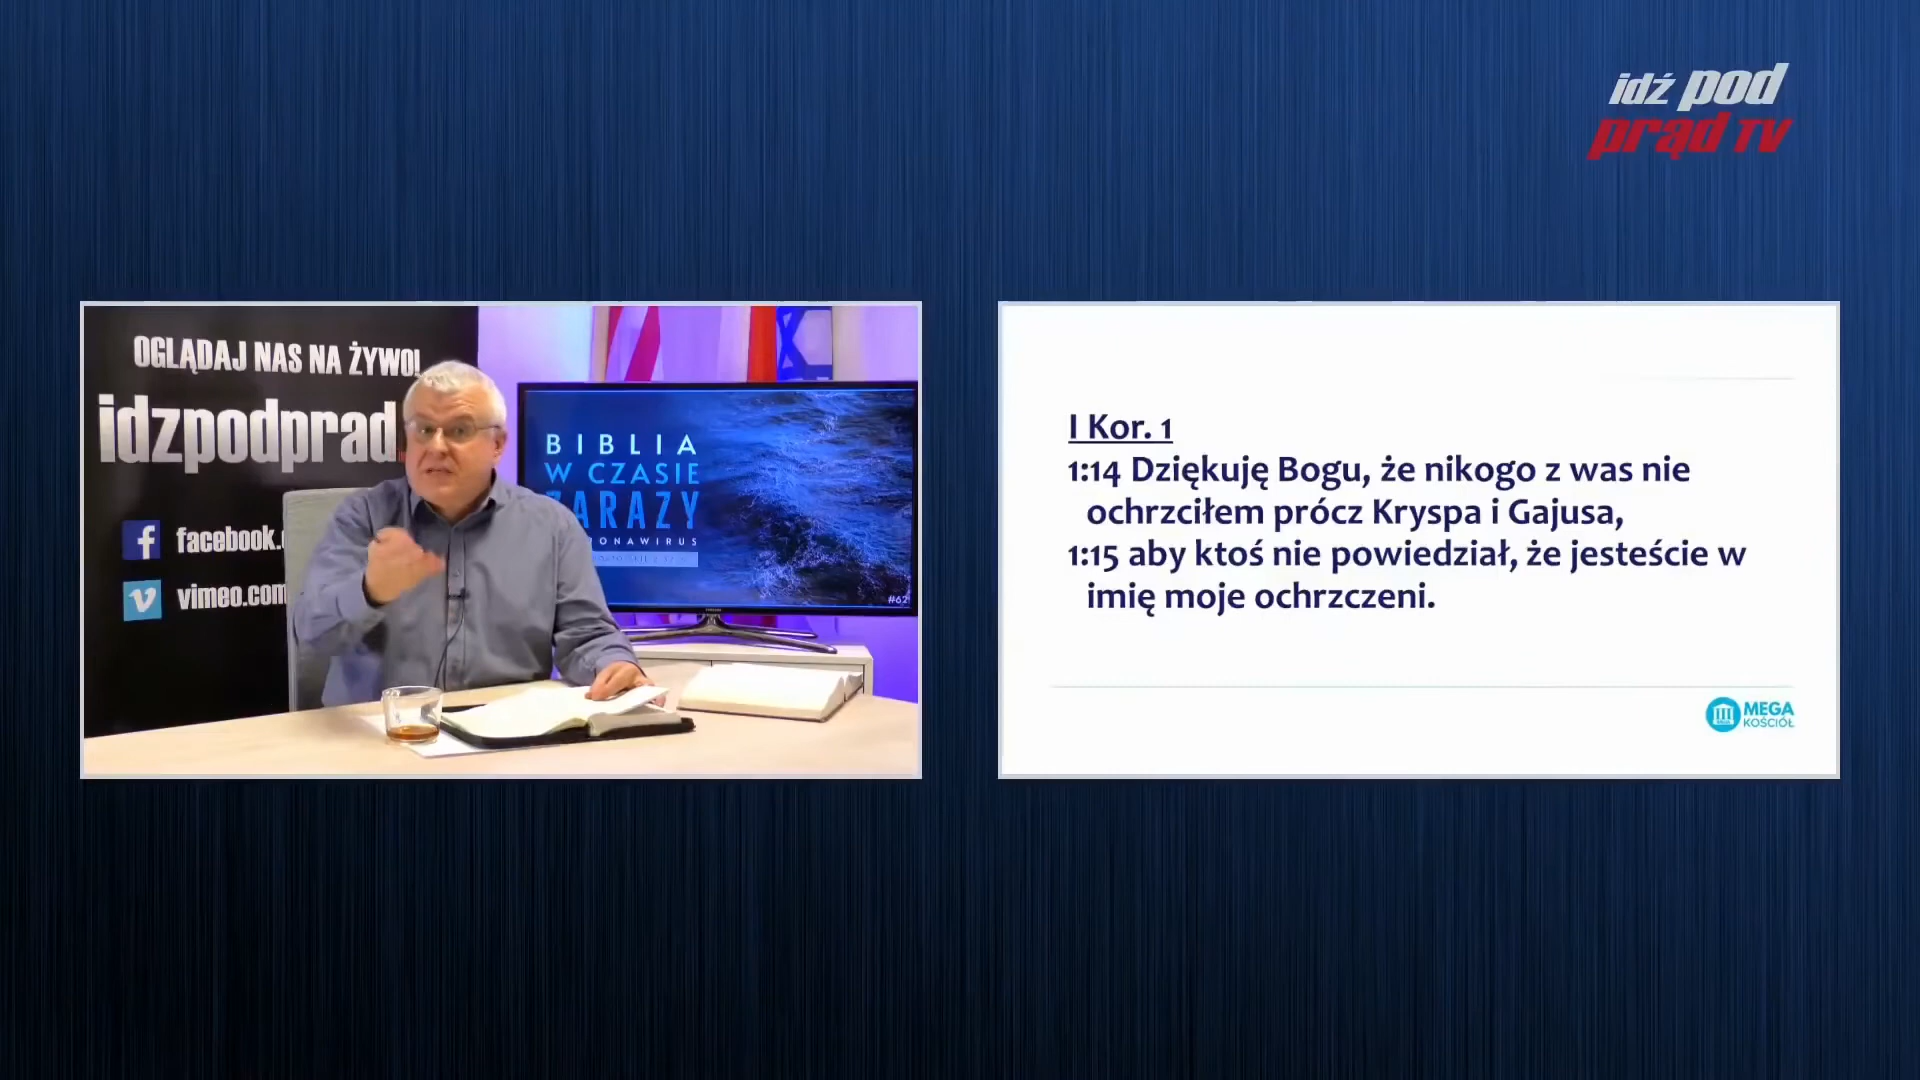 idź pod
prąd TV
OGLĄDAJ NAS NA ŻYWO!
idzpodprad.
facebook.
vimeo.com
BIBLIA
W CZASIE
ZARAZY
#62
I Kor. 1
1:14 Dziękuję Bogu, że nikogo z was nie
ochrzciłem prócz Kryspa i Gajusa,
1:15 aby ktoś nie powiedział, że jesteście w
imię moje ochrzczeni.
MEGA
KOŚCIÓŁ